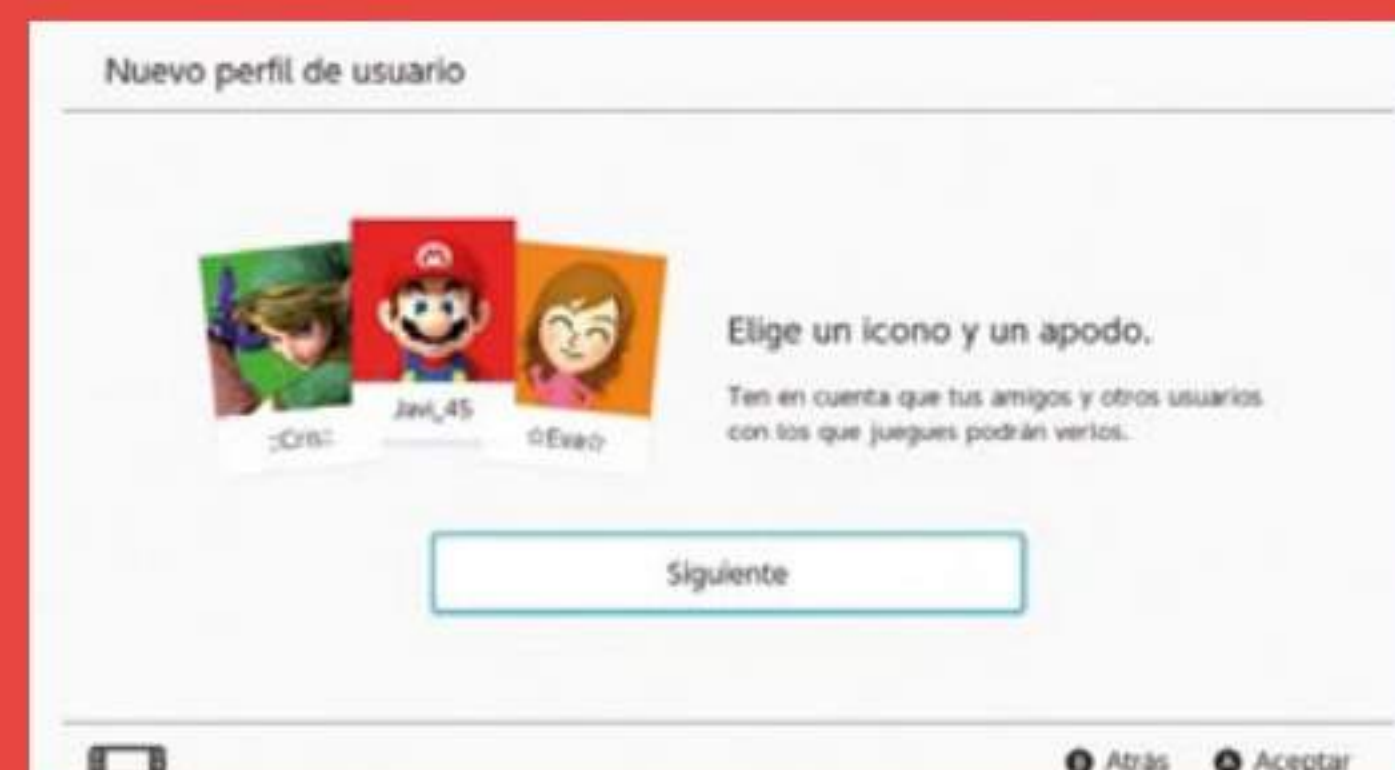 Nuevo perfil de usuario
Javi_45
☆Eva☆
Elige un icono y un apodo.
Ten en cuenta que tus amigos y otros usuarios
con los que juegues podrán verlos.
Siguiente
B Atrás A Aceptar